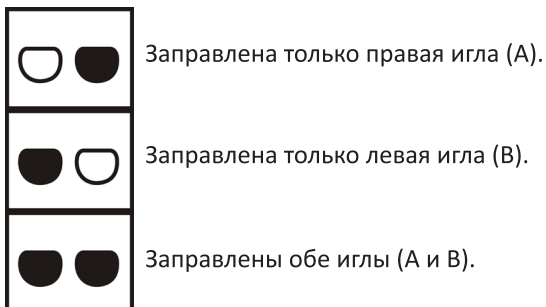 Заправлена только правая игла (А).
Заправлена только левая игла (В).
Заправлены обе иглы (А и В).